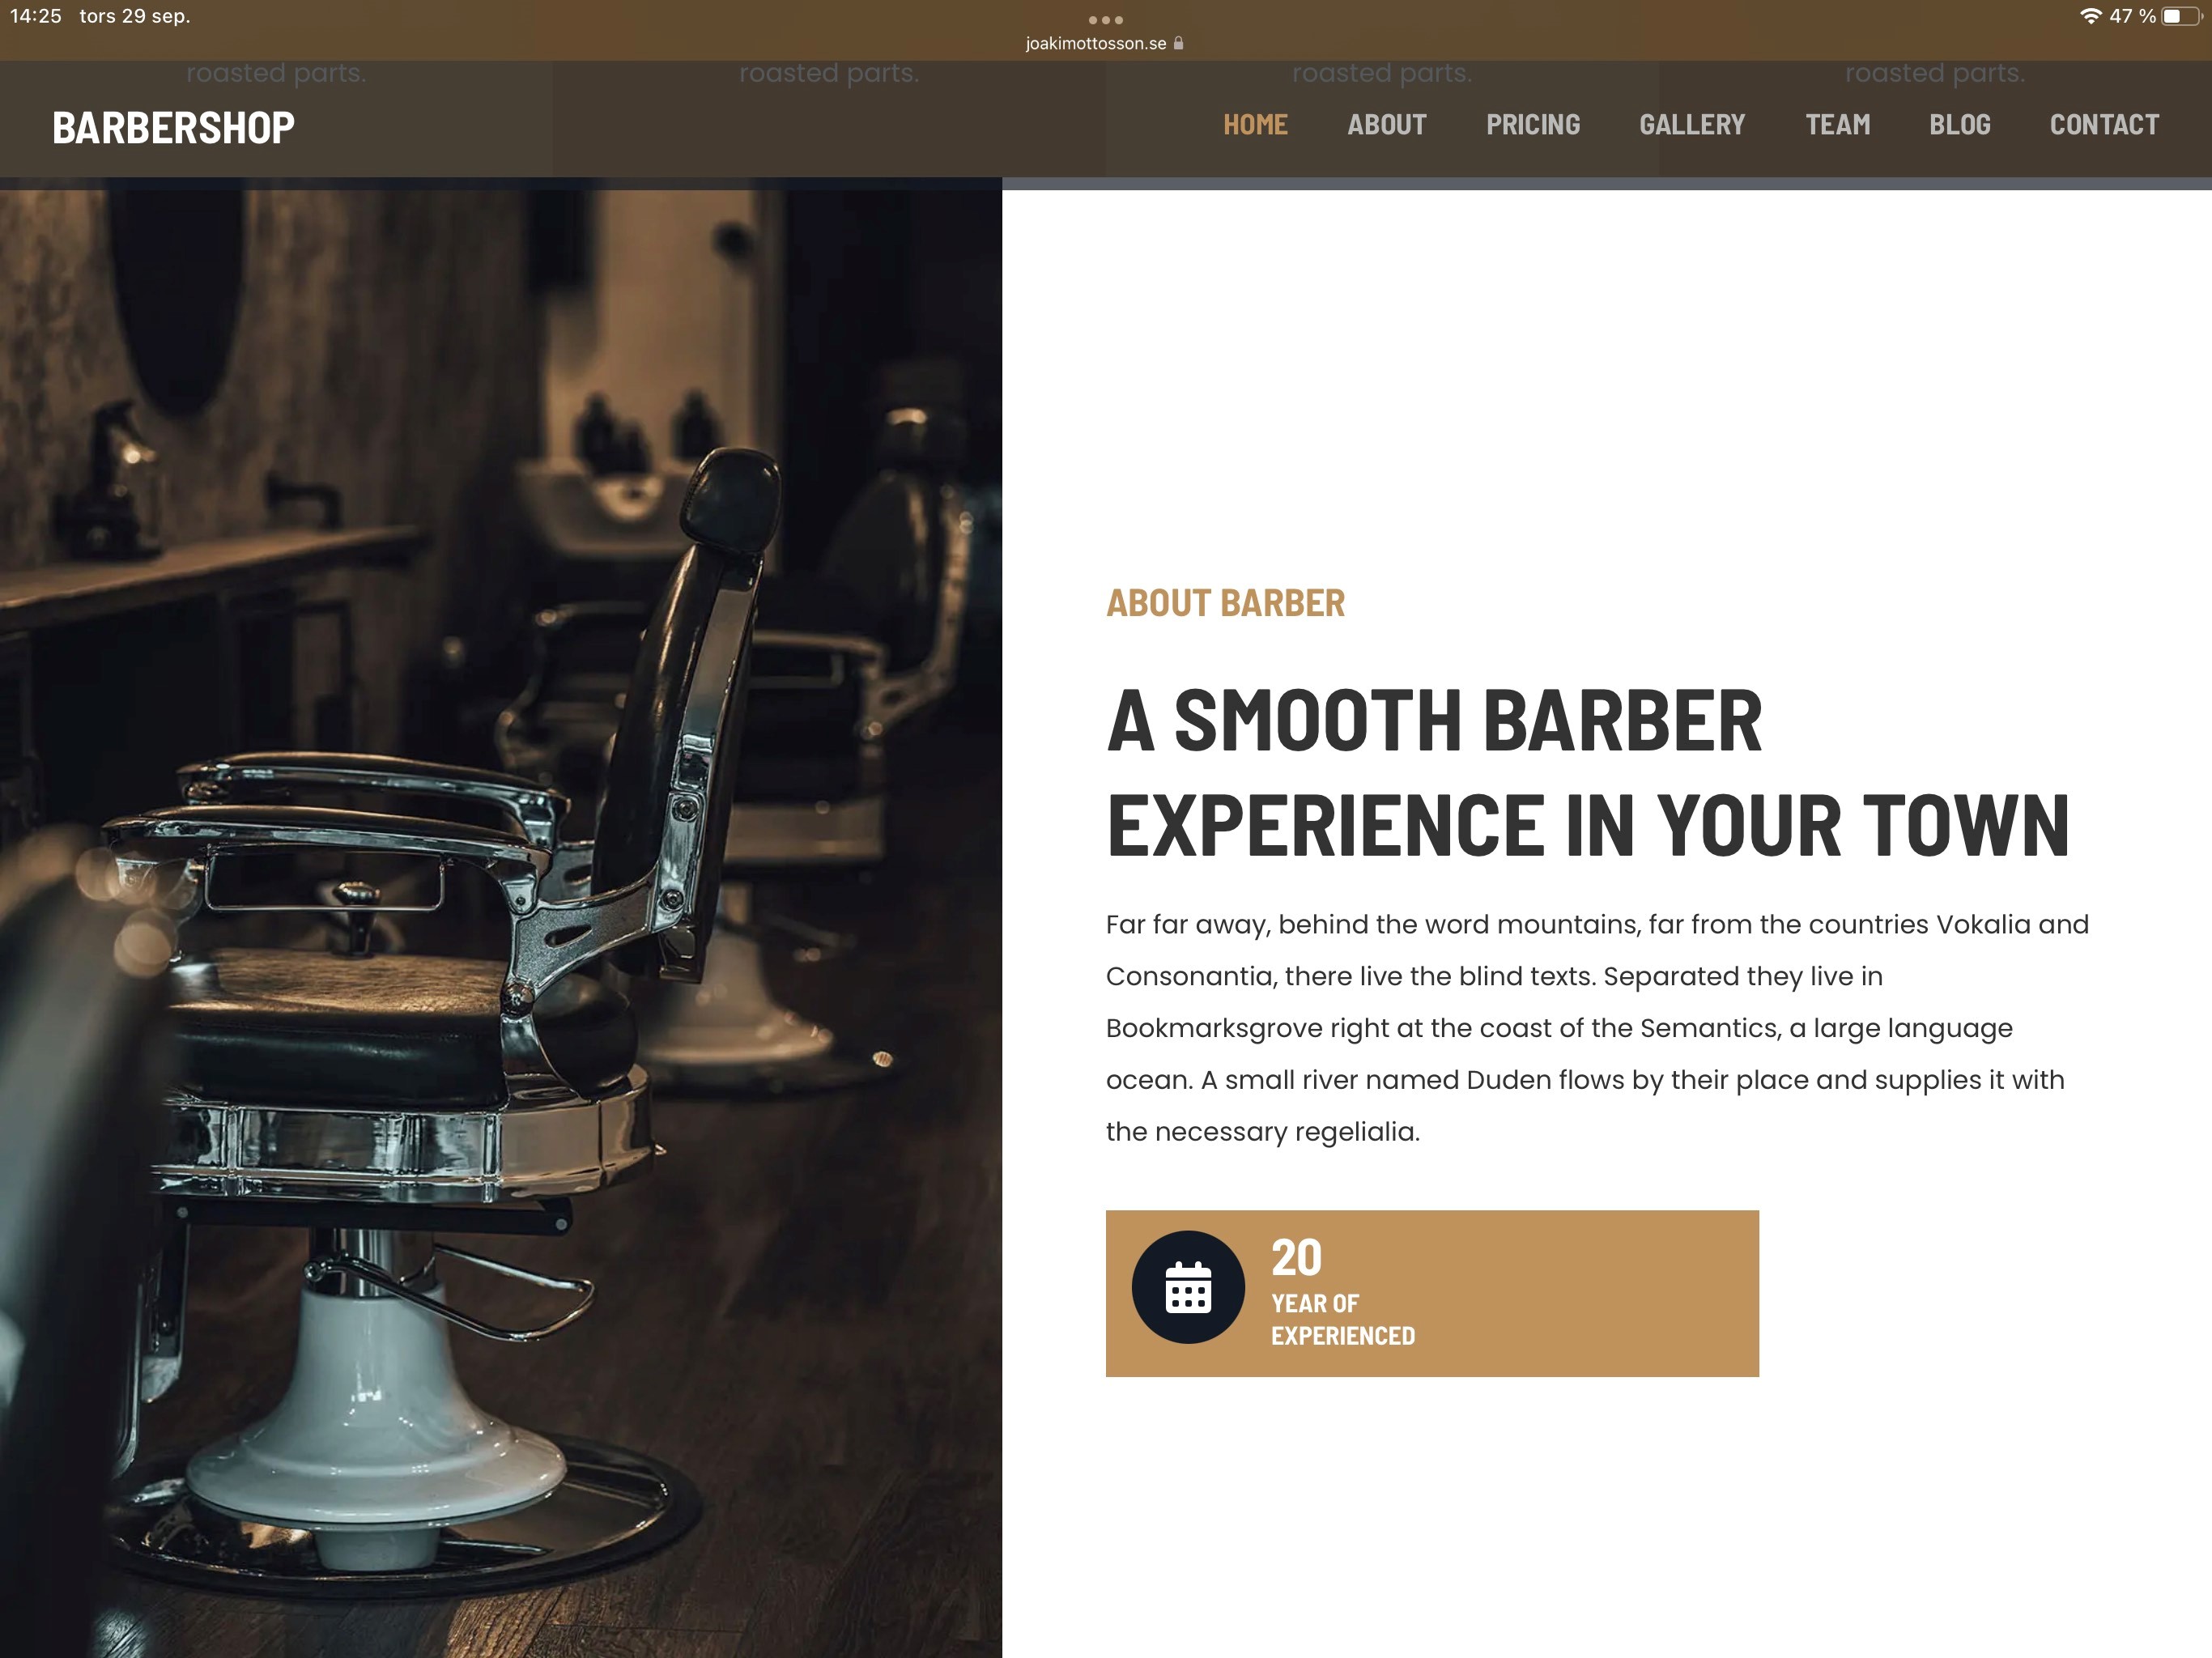 14:25 tors 29 sep.
47 %
joakimottosson.se
roasted parts. roasted parts. roasted parts. roasted parts.
BARBERSHOP
HOME ABOUT PRICING GALLERY TEAM BLOG CONTACT
ABOUT BARBER
A SMOOTH BARBER
EXPERIENCE IN YOUR TOWN
Far far away, behind the word mountains, far from the countries Vokalia and
Consonantia, there live the blind texts. Separated they live in
Bookmarksgrove right at the coast of the Semantics, a large language
ocean. A small river named Duden flows by their place and supplies it with
the necessary regelialia.
20
YEAR OF
EXPERIENCED